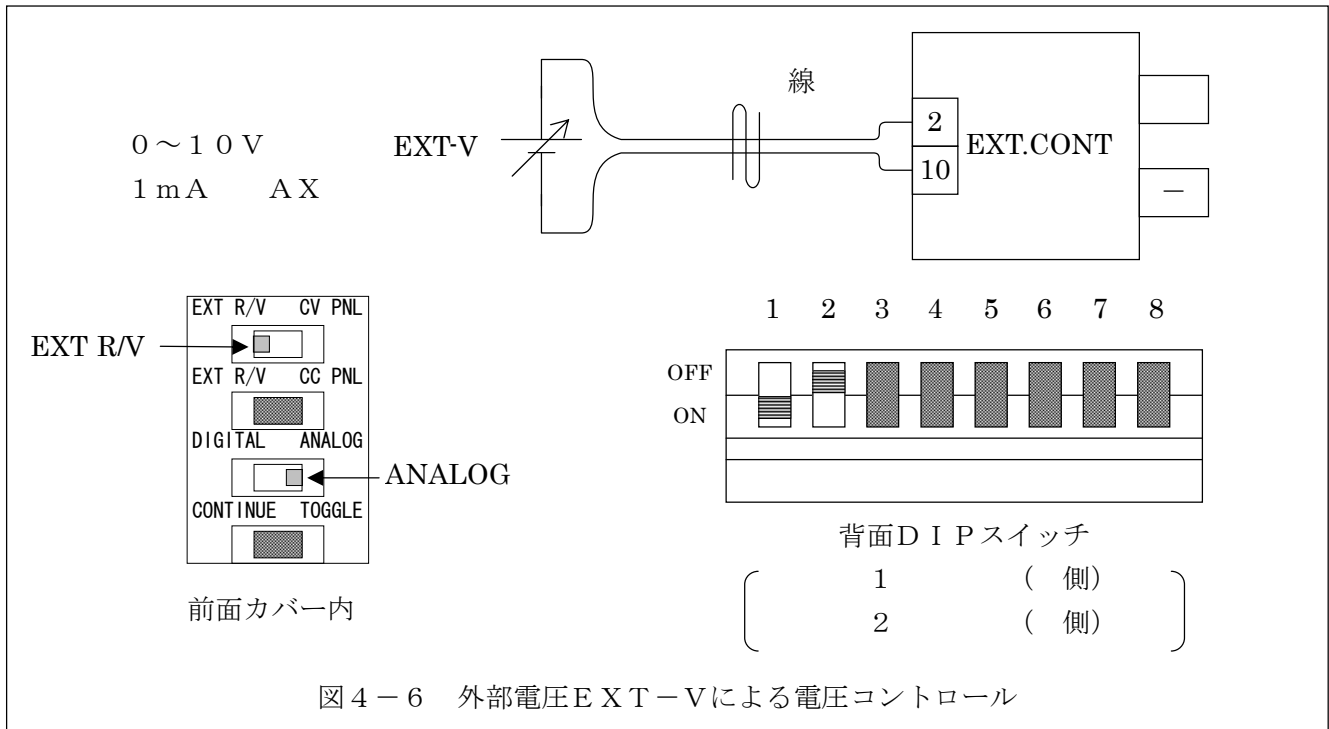 線
0~10V
1mA AX
EXT-V
2
10
EXT.CONT
－
EXT R/V CV PNL
EXT R/V
EXT R/V CC PNL
DIGITAL ANALOG
ANALOG
CONTINUE TOGGLE
前面カバー内
1 2 3 4 5 6 7 8
OFF
ON
背面DIPスイッチ
1 ( 側)
2 ( 側)
図4-6 外部電圧EXT-Vによる電圧コントロール